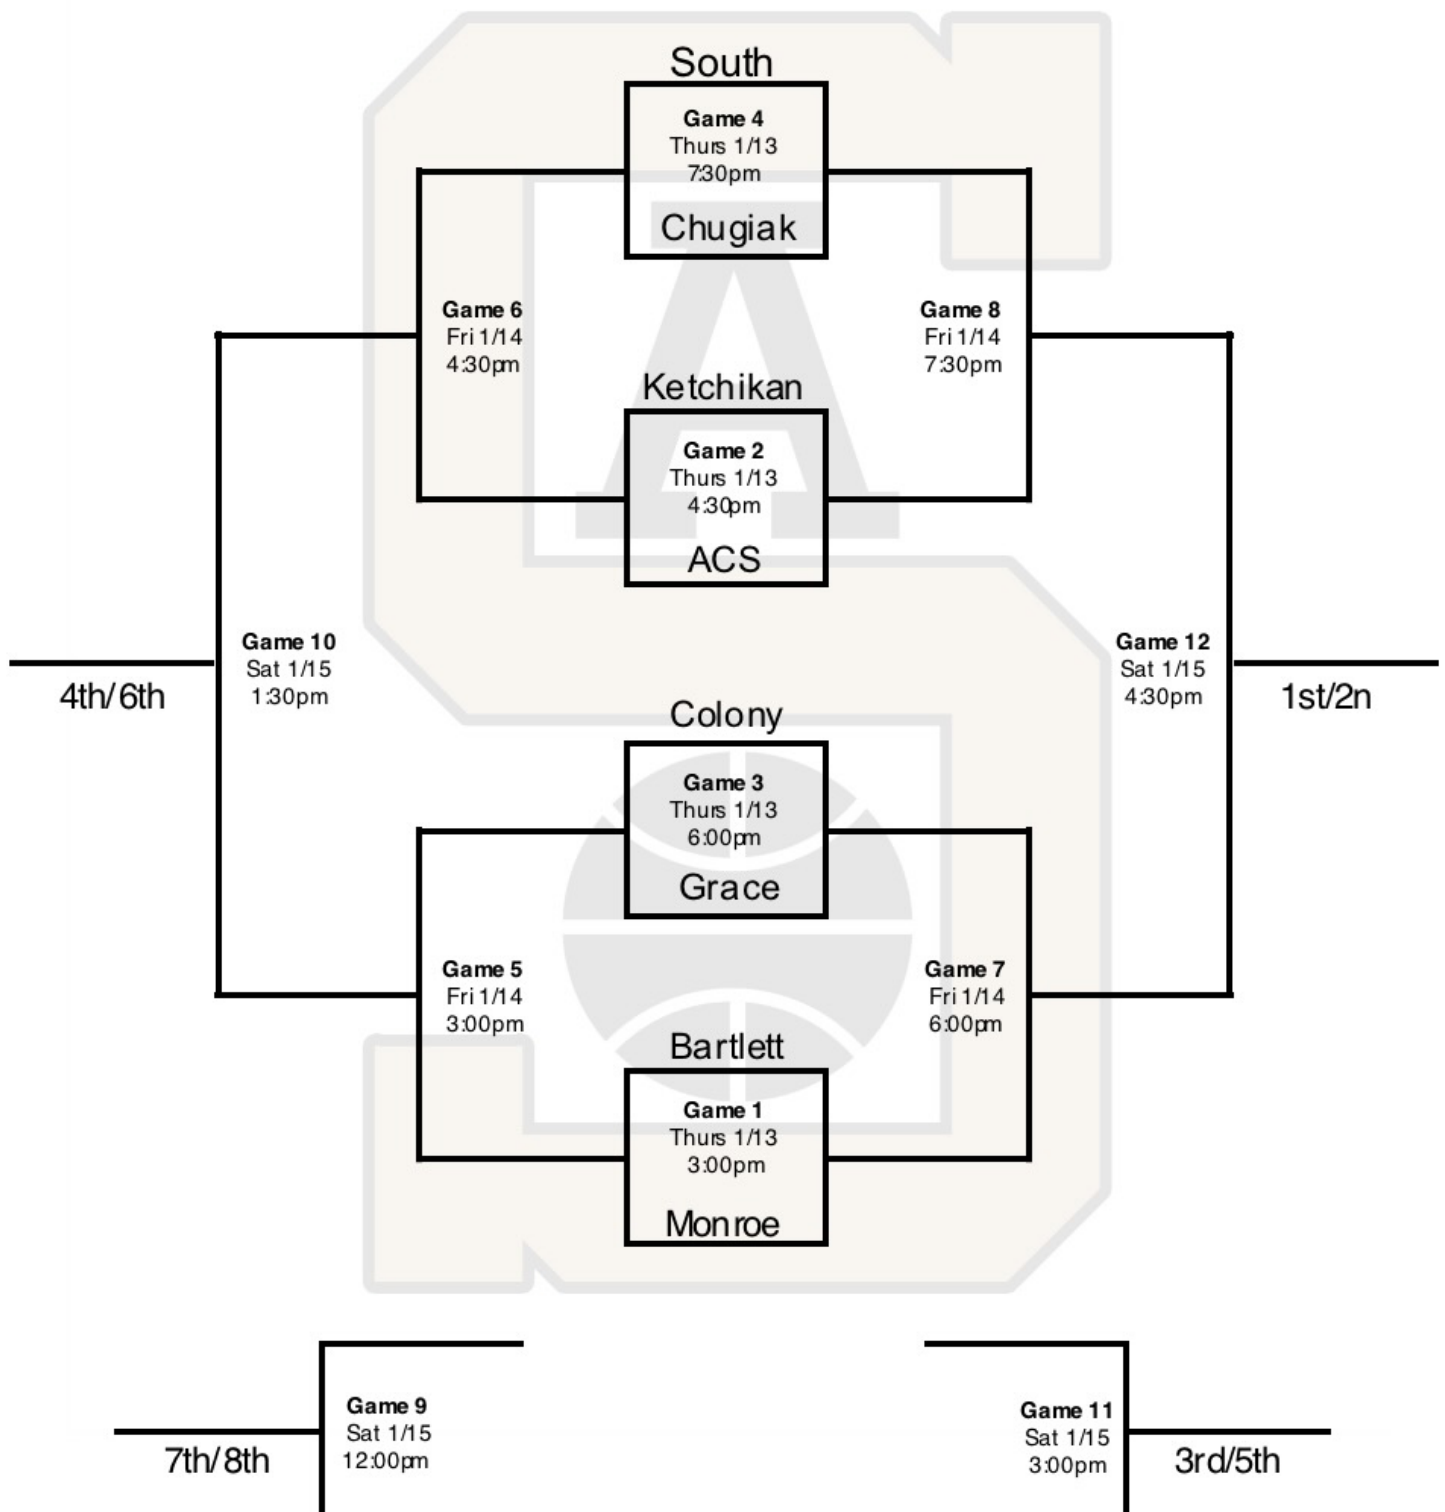 South
Game 4
Thurs 1/13
7:30pm
Chugiak
Game 6
Fri 1/14
4:30pm
Game 8
Fri 1/14
7:30pm
Ketchikan
Game 2
Thurs 1/13
4:30pm
ACS
Game 10
Sat 1/15
1:30pm
4th/6th
Game 12
Sat 1/15
4:30pm
1st/2n
Colony
Game 3
Thurs 1/13
6:00pm
Grace
Game 5
Fri 1/14
3:00pm
Game 7
Fri 1/14
6:00pm
Bartlett
Game 1
Thurs 1/13
3:00pm
Monroe
Game 9
Sat 1/15
12:00pm
7th/8th
Game 11
Sat 1/15
3:00pm
3rd/5th
A